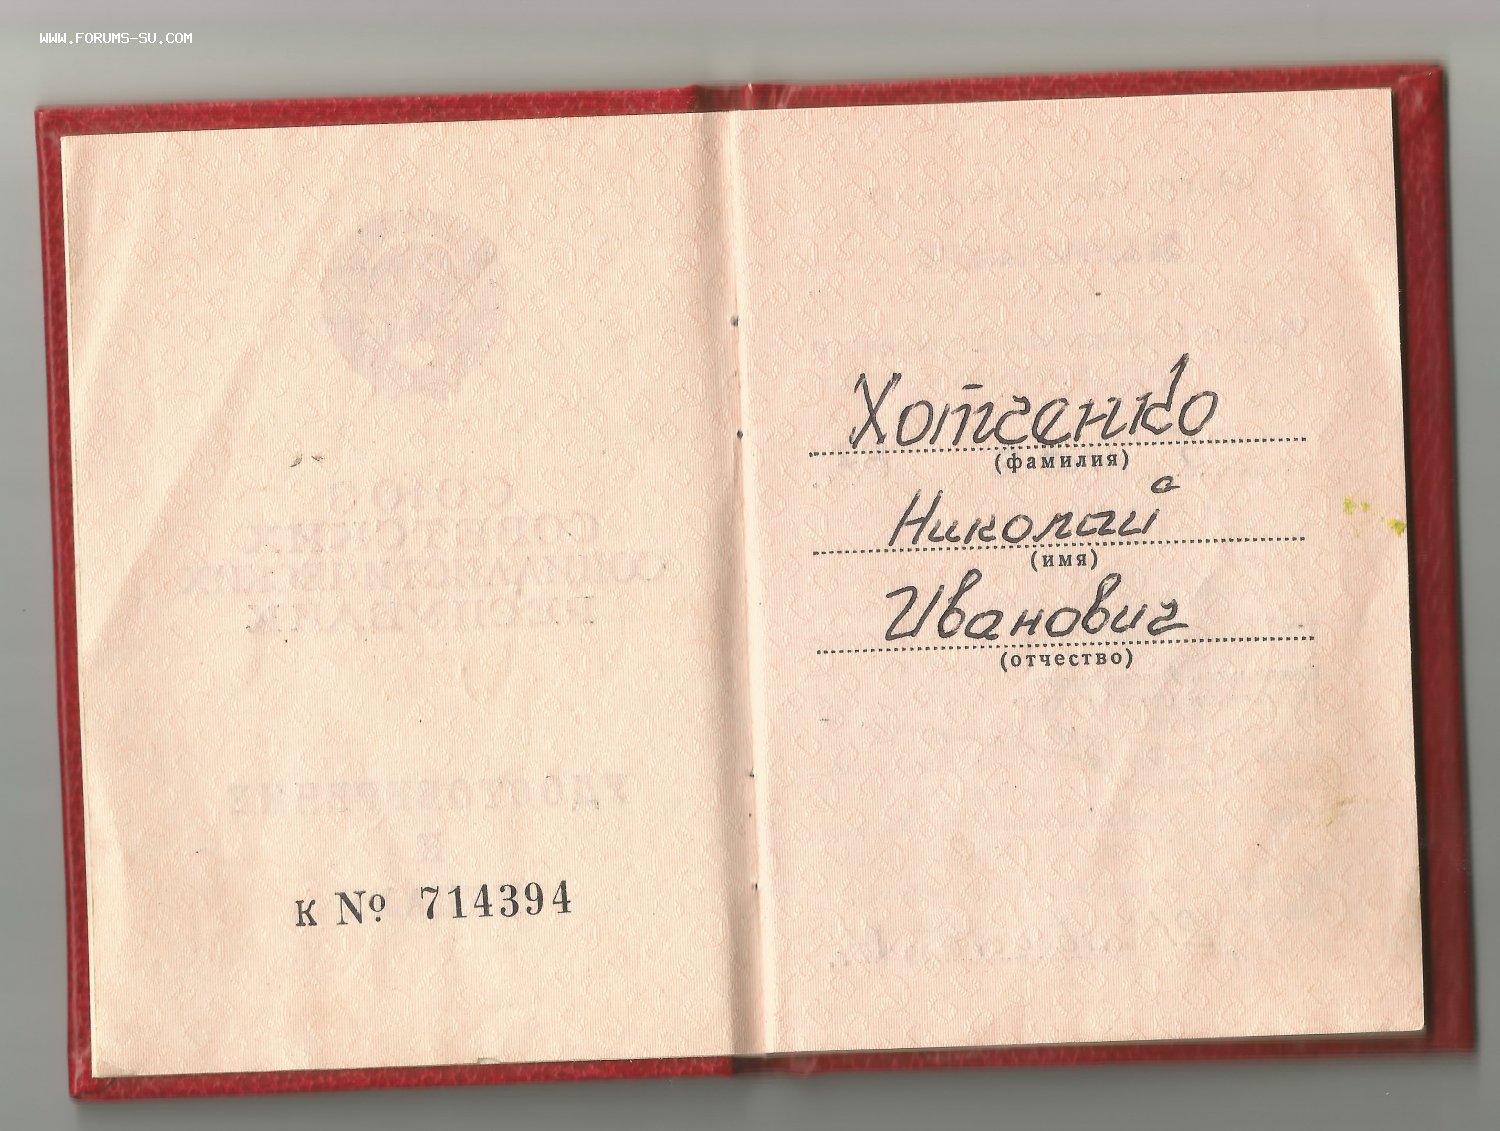 WWW.FORUMS-SU.COM
К № 714394
Хотченко
(фамилия)
Николай
(имя)
Иванович
(отчество)